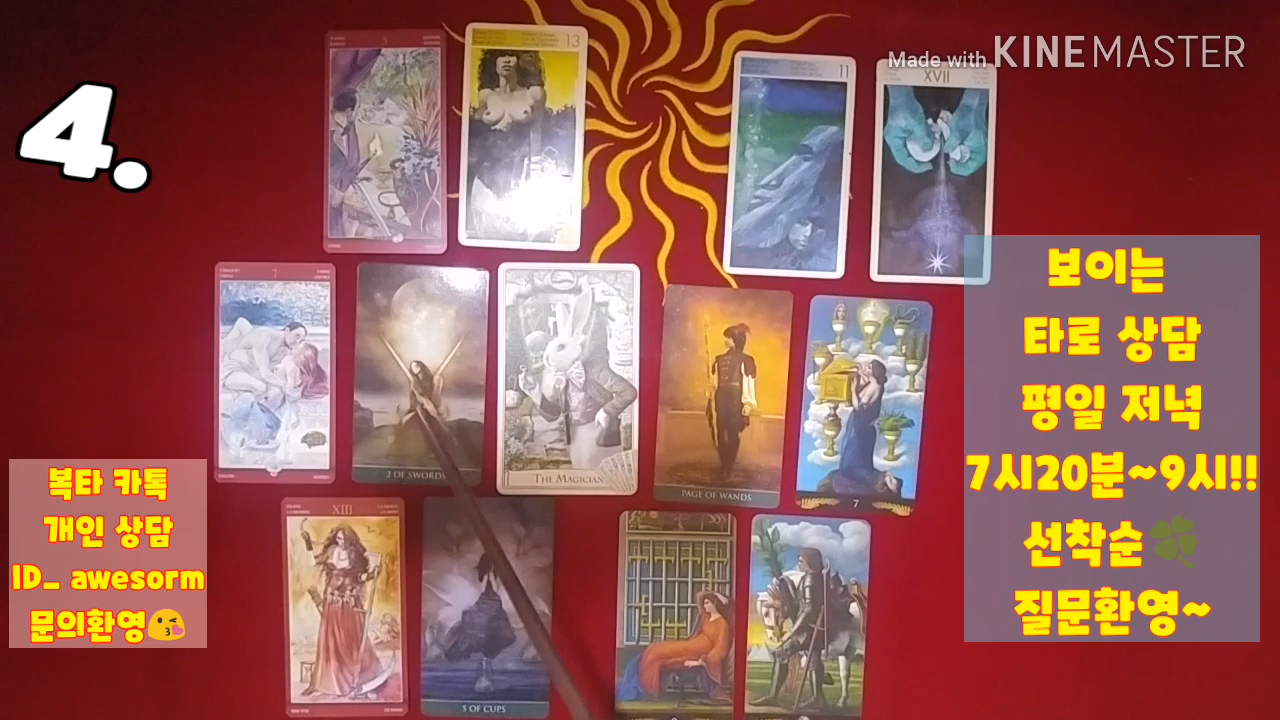 Made with KINEMASTER
4.
5
13
11
XVII
7
2 OF SWORDS
THE MAGICIAN
PAGE OF WANDS
7
XIII
5 OF CUPS
보이는
타로 상담
평일 저녁
7시20분~9시!!
선착순🍀
질문환영~
복타 카톡
개인 상담
ID_ awesorm
문의환영😘